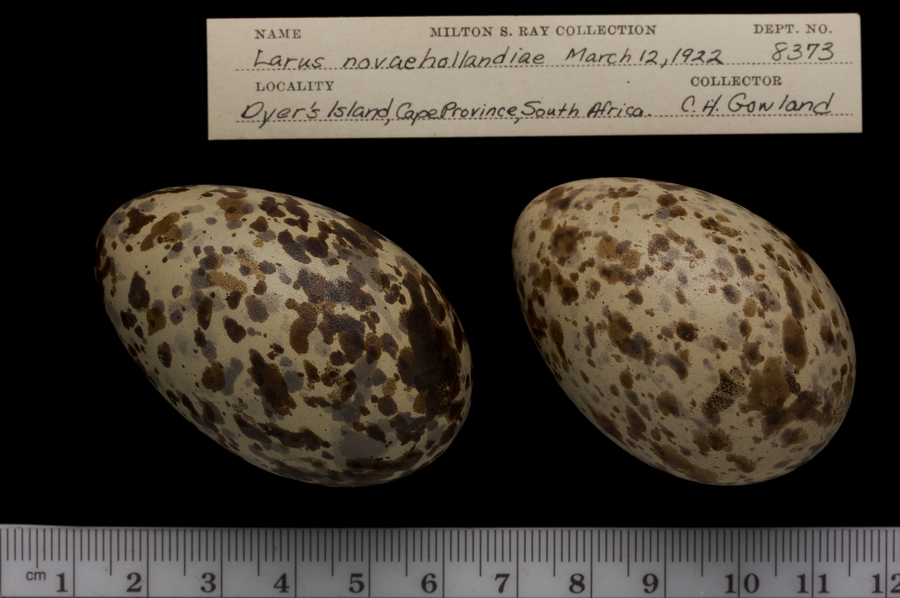 NAME MILTON S. RAY COLLECTION DEPT. NO.
Larus novaehollandiae March 12, 1922 8373
LOCALITY COLLECTOR
Dyer's Island, Cape Province, South Africa. C. H. Gowland
cm 1 2 3 4 5 6 7 8 9 10 11 12